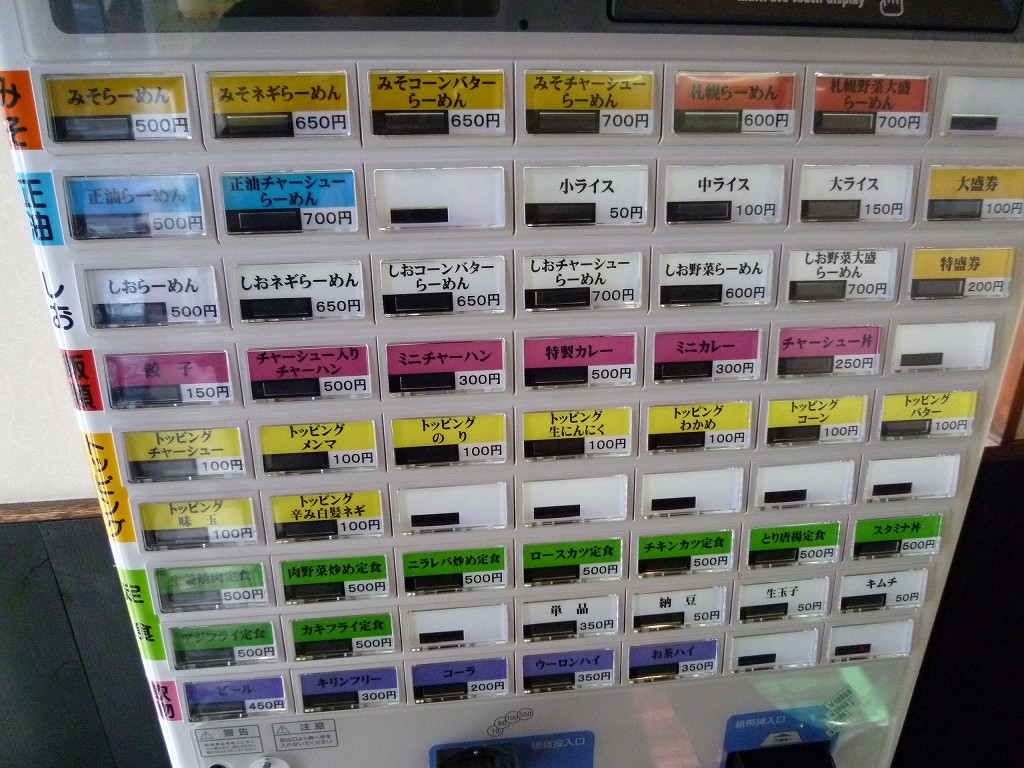 みそ
みそらーめん 500円
みそネギらーめん 650円
みそコーンバター
らーめん 650円
みそチャーシュー
らーめん 700円
札幌らーめん 600円
札幌野菜大盛
らーめん 700円
正油
正油らーめん 500円
正油チャーシュー
らーめん 700円
小ライス 50円
中ライス 100円
大ライス 150円
大盛券 100円
しお
しおらーめん 500円
しおネギらーめん 650円
しおコーンバター
らーめん 650円
しおチャーシュー
らーめん 700円
しお野菜らーめん 600円
しお野菜大盛
らーめん 700円
特盛券 200円
飯類
餃子 150円
チャーシュー入り
チャーハン 500円
ミニチャーハン 300円
特製カレー 500円
ミニカレー 300円
チャーシュー丼 250円
トッピング
トッピング
チャーシュー 100円
トッピング
メンマ 100円
トッピング
のり 100円
トッピング
生にんにく 100円
トッピング
わかめ 100円
トッピング
コーン 100円
トッピング
バター 100円
トッピング
味玉 100円
トッピング
辛み白髪ネギ 100円
定食
焼肉定食 500円
肉野菜炒め定食 500円
ニラレバ炒め定食 500円
ロースカツ定食 500円
チキンカツ定食 500円
とり唐揚定食 500円
スタミナ丼 500円
アジフライ定食 500円
カキフライ定食 500円
単品 350円
納豆 50円
生玉子 50円
キムチ 50円
飲物
ビール 450円
キリンフリー 300円
コーラ 200円
ウーロンハイ 350円
お茶ハイ 350円
警告
注意
10 50 100 500
硬貨投入口
紙幣挿入口